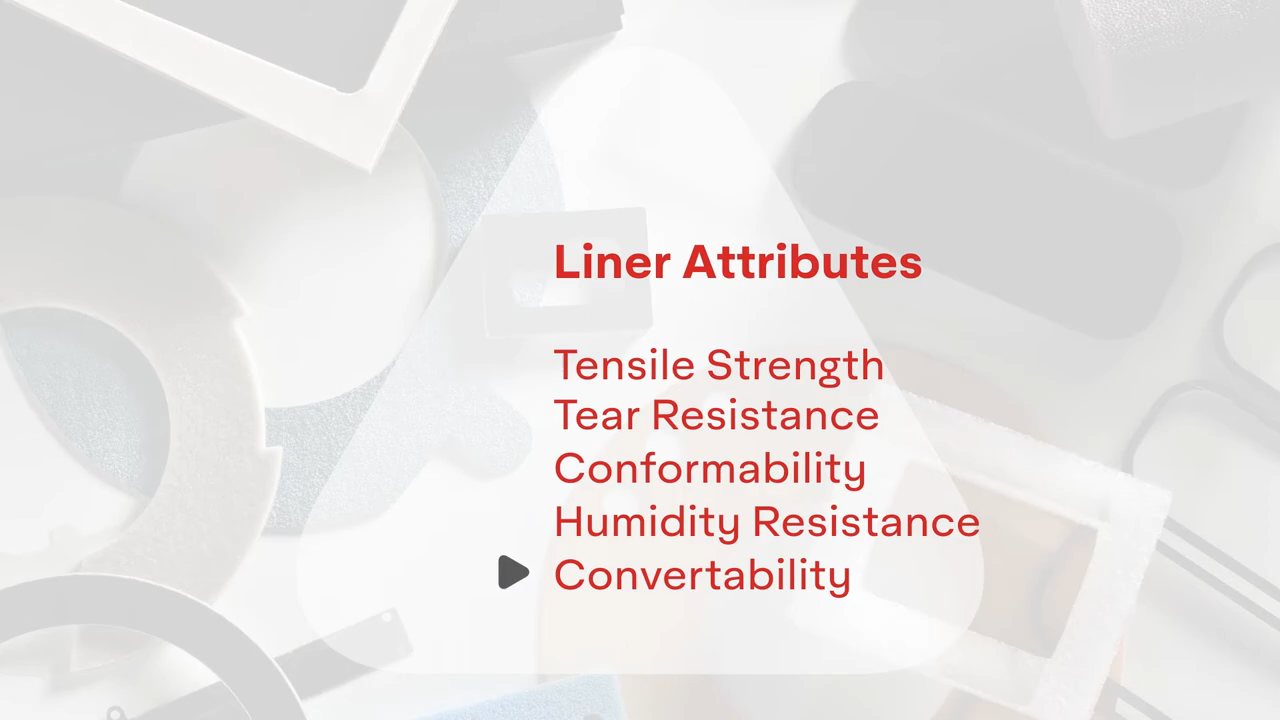 Liner Attributes
Tensile Strength
Tear Resistance
Conformability
Humidity Resistance
Convertability